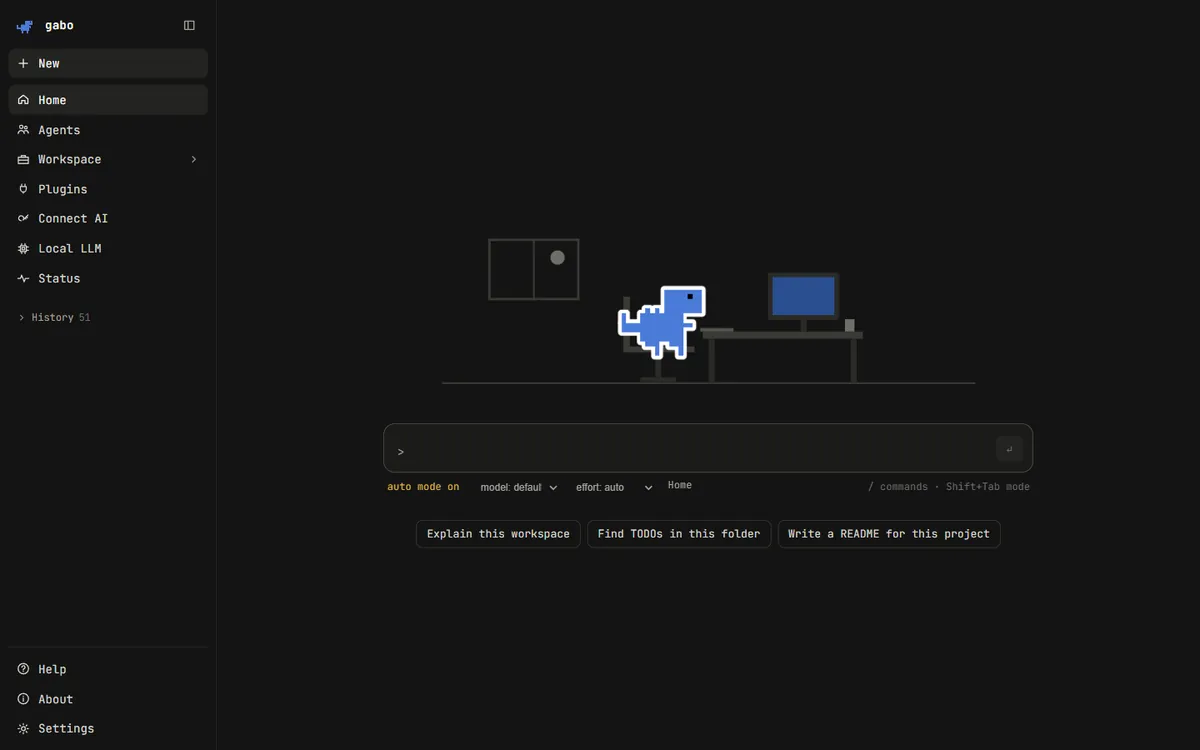 gabo
New
Home
Agents
Workspace
Plugins
Connect AI
Local LLM
Status
History 51
>
auto mode on
model: defaul
effort: auto
Home
/ commands · Shift+Tab mode
Explain this workspace
Find TODOs in this folder
Write a README for this project
Help
About
Settings